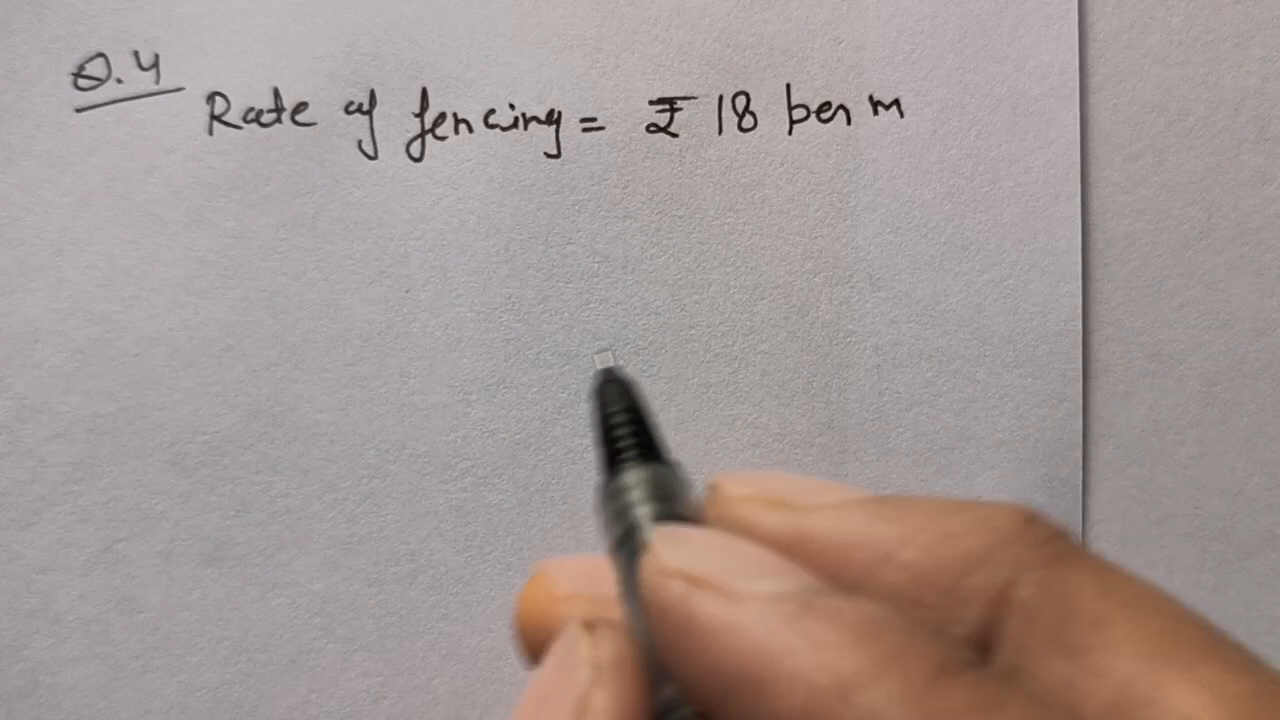 Q.4
Rate of fencing = ₹ 18 per m